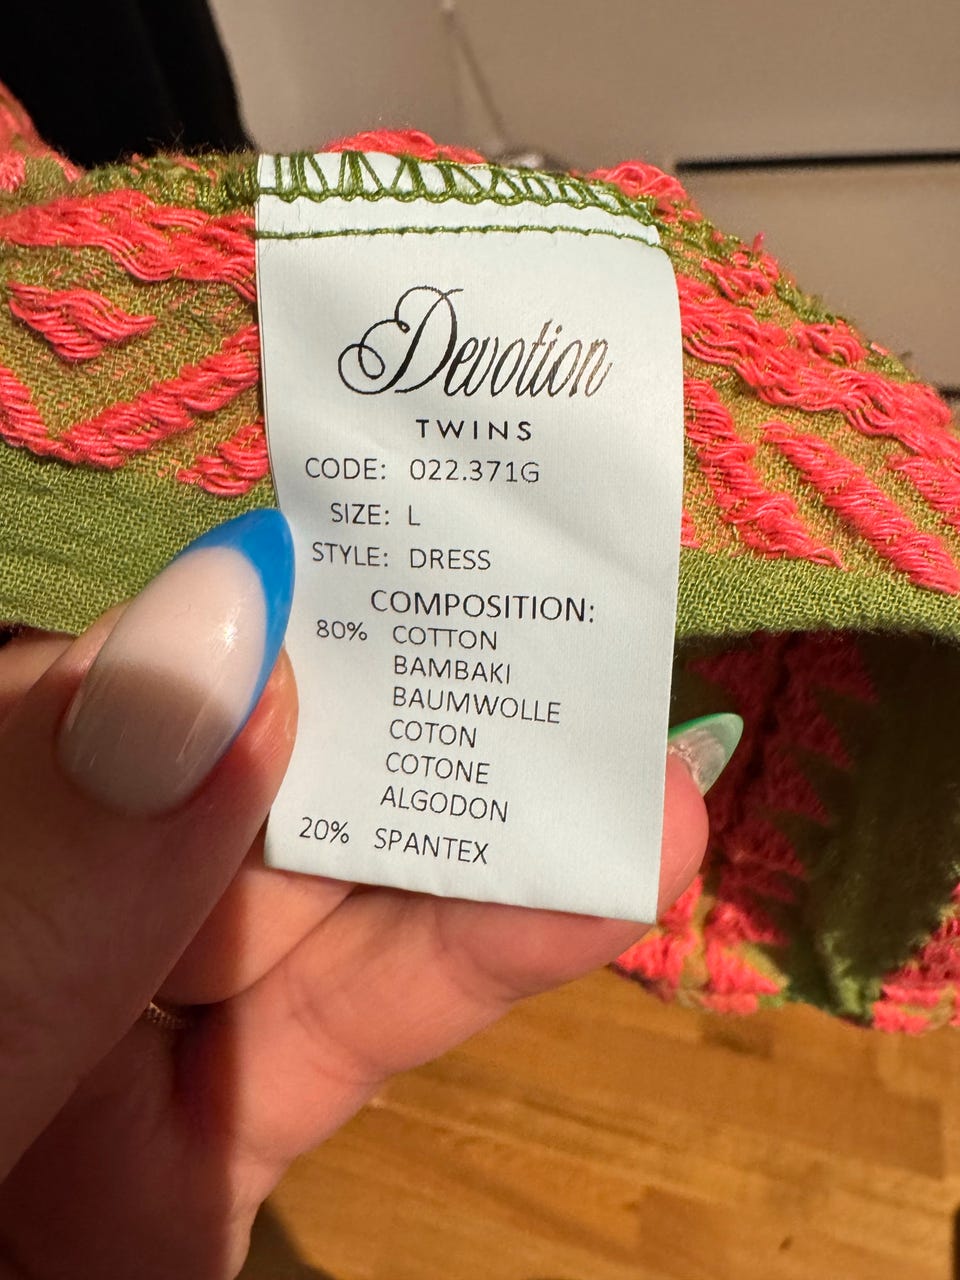 Devotion
TWINS
CODE: 022.371G
SIZE: L
STYLE: DRESS
COMPOSITION:
80% COTTON
BAMBAKI
BAUMWOLLE
COTON
COTONE
ALGODON
20% SPANTEX